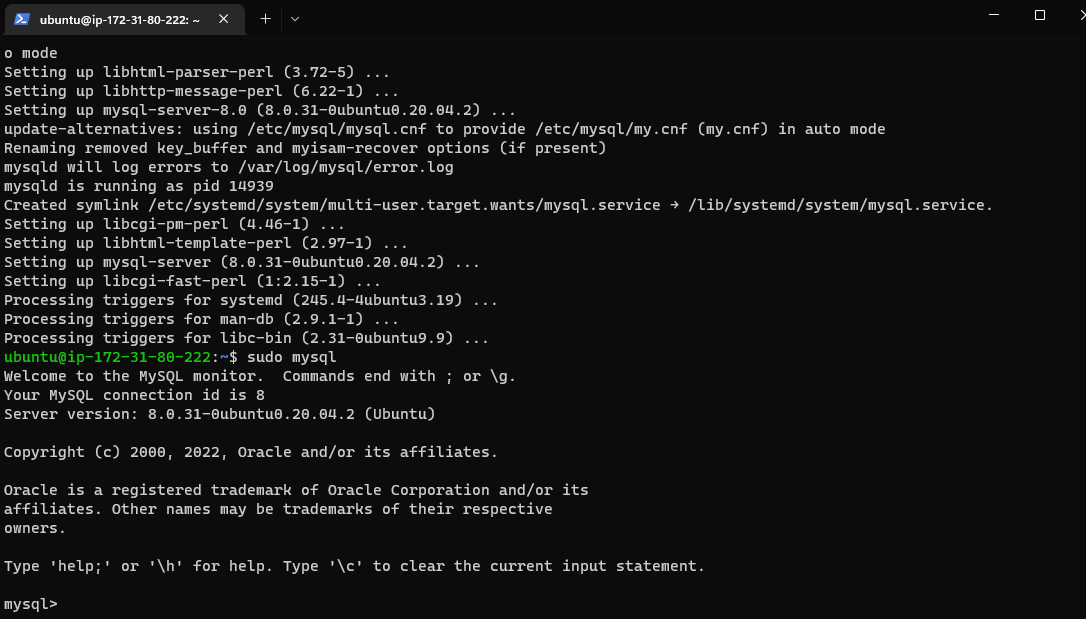 ubuntu@ip-172-31-80-222: ~
o mode
Setting up libhtml-parser-perl (3.72-5) ...
Setting up libhttp-message-perl (6.22-1) ...
Setting up mysql-server-8.0 (8.0.31-0ubuntu0.20.04.2) ...
update-alternatives: using /etc/mysql/mysql.cnf to provide /etc/mysql/my.cnf (my.cnf) in auto mode
Renaming removed key_buffer and myisam-recover options (if present)
mysqld will log errors to /var/log/mysql/error.log
mysqld is running as pid 14939
Created symlink /etc/systemd/system/multi-user.target.wants/mysql.service → /lib/systemd/system/mysql.service.
Setting up libcgi-pm-perl (4.46-1) ...
Setting up libhtml-template-perl (2.97-1) ...
Setting up mysql-server (8.0.31-0ubuntu0.20.04.2) ...
Setting up libcgi-fast-perl (1:2.15-1) ...
Processing triggers for systemd (245.4-4ubuntu3.19) ...
Processing triggers for man-db (2.9.1-1) ...
Processing triggers for libc-bin (2.31-0ubuntu9.9) ...
ubuntu@ip-172-31-80-222:~$ sudo mysql
Welcome to the MySQL monitor.  Commands end with ; or \g.
Your MySQL connection id is 8
Server version: 8.0.31-0ubuntu0.20.04.2 (Ubuntu)
Copyright (c) 2000, 2022, Oracle and/or its affiliates.
Oracle is a registered trademark of Oracle Corporation and/or its
affiliates. Other names may be trademarks of their respective
owners.
Type 'help;' or '\h' for help. Type '\c' to clear the current input statement.
mysql>